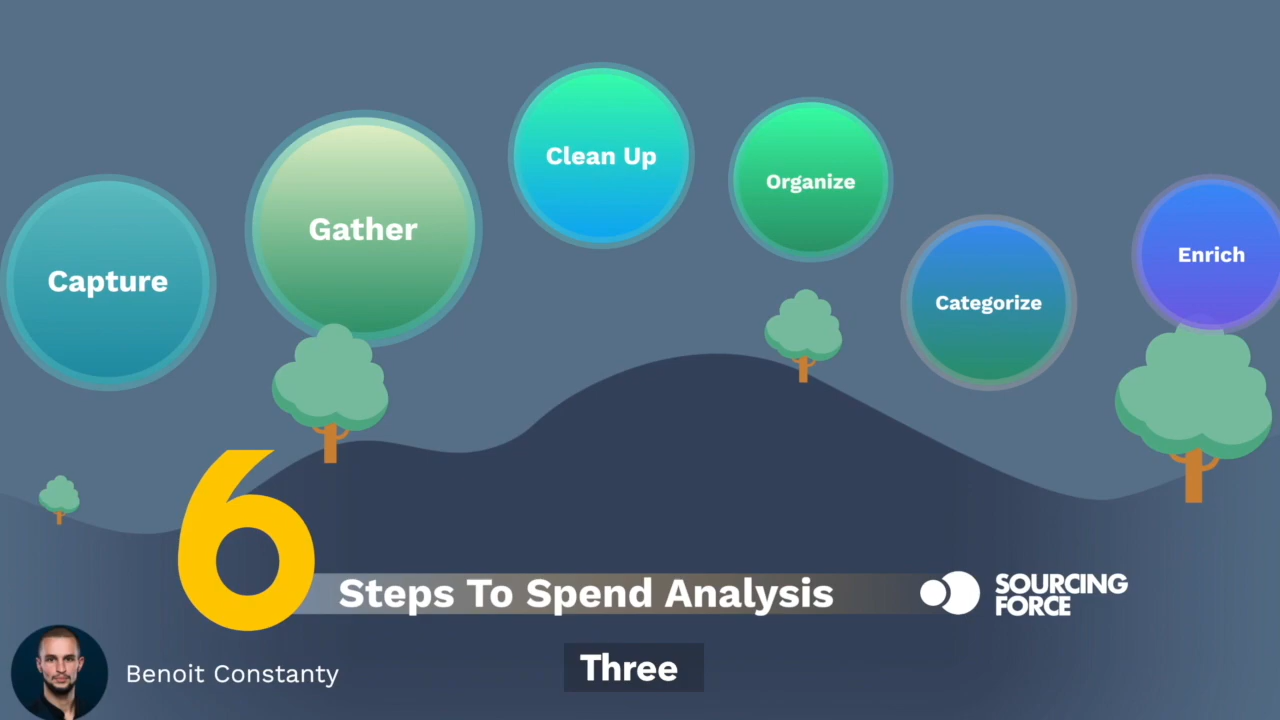 Capture
Gather
Clean Up
Organize
Categorize
Enrich
6
Steps To Spend Analysis
SOURCING
FORCE
Benoit Constanty
Three